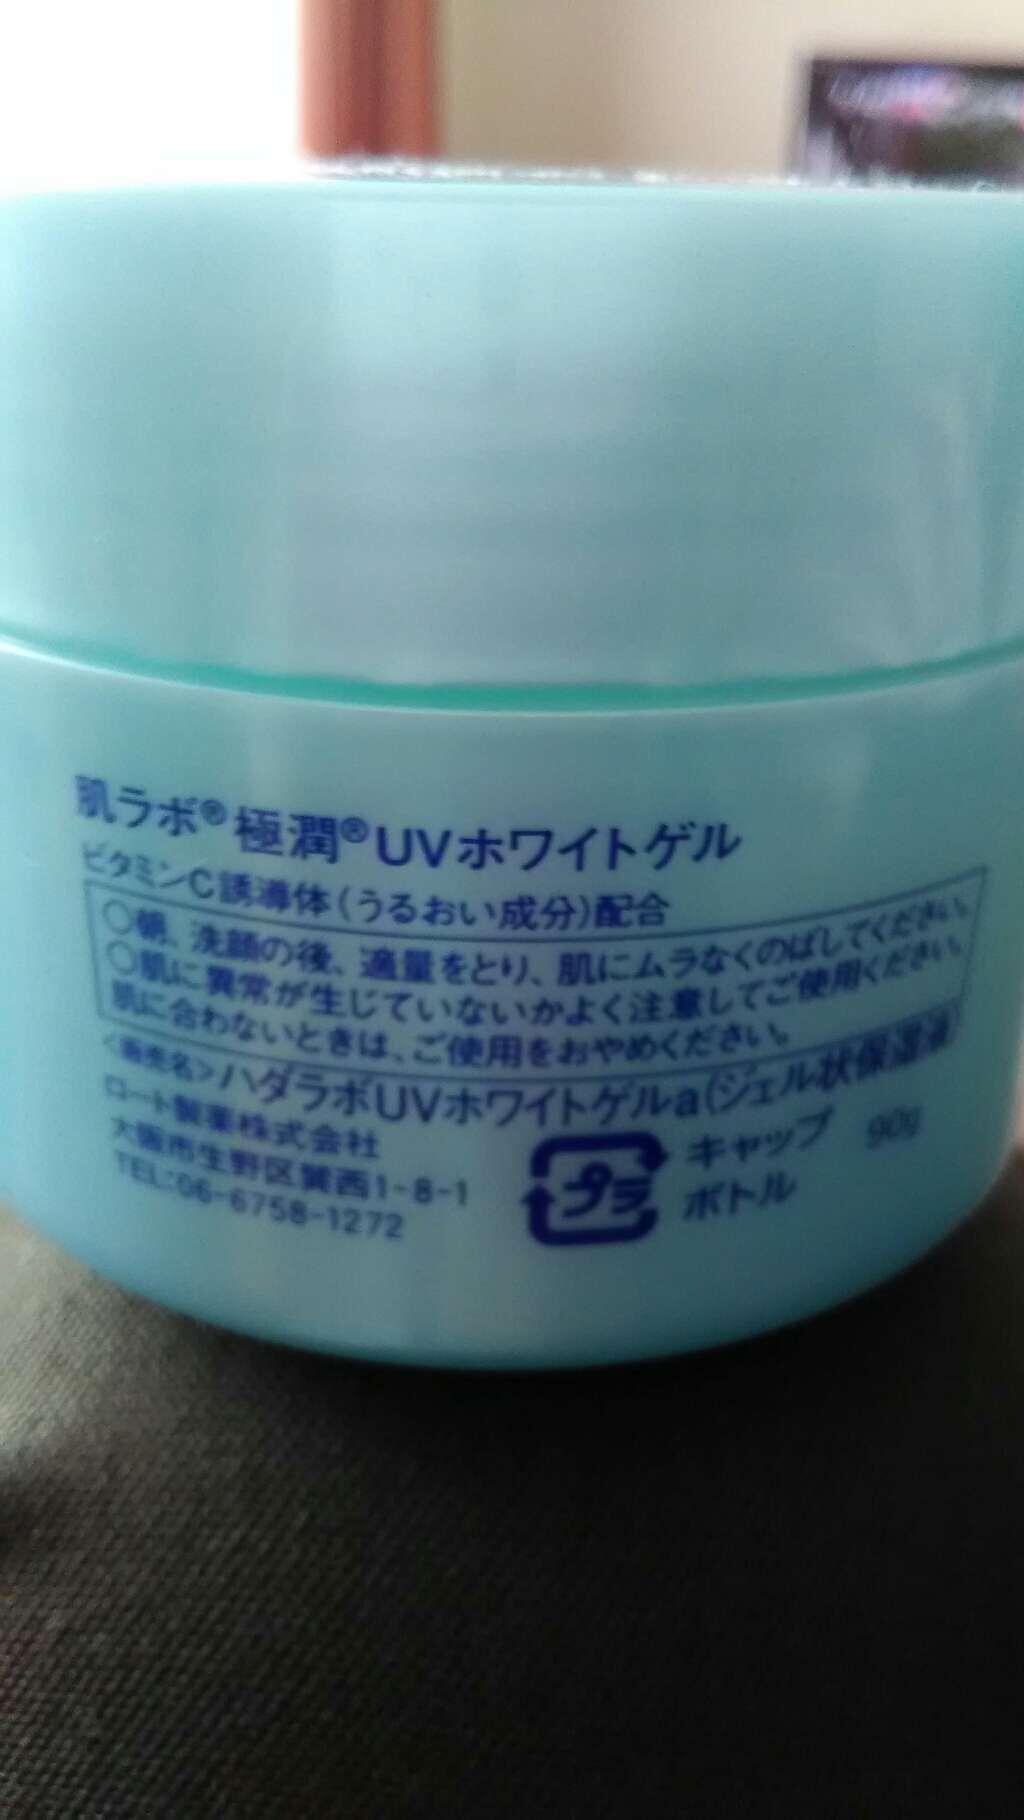 肌ラボ®極潤®UVホワイトゲル
ビタミンC誘導体(うるおい成分)配合
○朝、洗顔の後、適量をとり、肌にムラなくのばしてください。
○肌に異常が生じていないかよく注意してご使用ください。
肌に合わないときは、ご使用をおやめください。
<販売名>ハダラボUVホワイトゲルa(ジェル状保湿液)
ロート製薬株式会社
大阪市生野区巽西1-8-1
TEL:06-6758-1272
プラ
キャップ
ボトル
90g